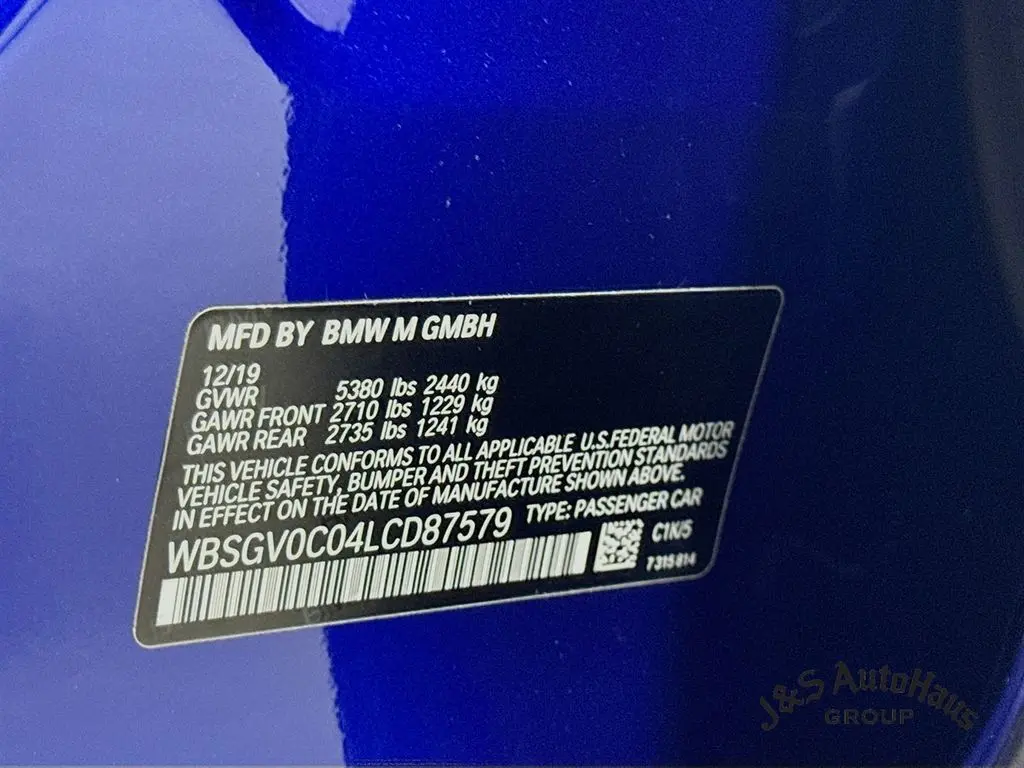 MFD BY BMW M GMBH
12/19
GVWR 5380 lbs 2440 kg
GAWR FRONT 2710 lbs 1229 kg
GAWR REAR 2735 lbs 1241 kg
THIS VEHICLE CONFORMS TO ALL APPLICABLE U.S.FEDERAL MOTOR
VEHICLE SAFETY, BUMPER AND THEFT PREVENTION STANDARDS
IN EFFECT ON THE DATE OF MANUFACTURE SHOWN ABOVE.
WBSGV0C04LCD87579 TYPE: PASSENGER CAR
C1K/5
7315814
J&S AutoHaus
GROUP